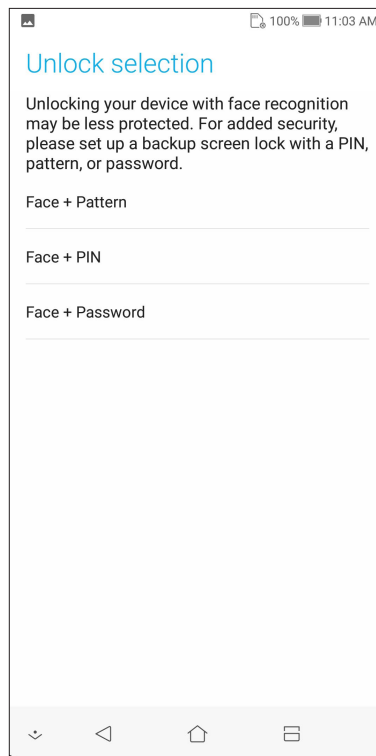 100% 11:03 AM
Unlock selection
Unlocking your device with face recognition
may be less protected. For added security,
please set up a backup screen lock with a PIN,
pattern, or password.
Face + Pattern
Face + PIN
Face + Password